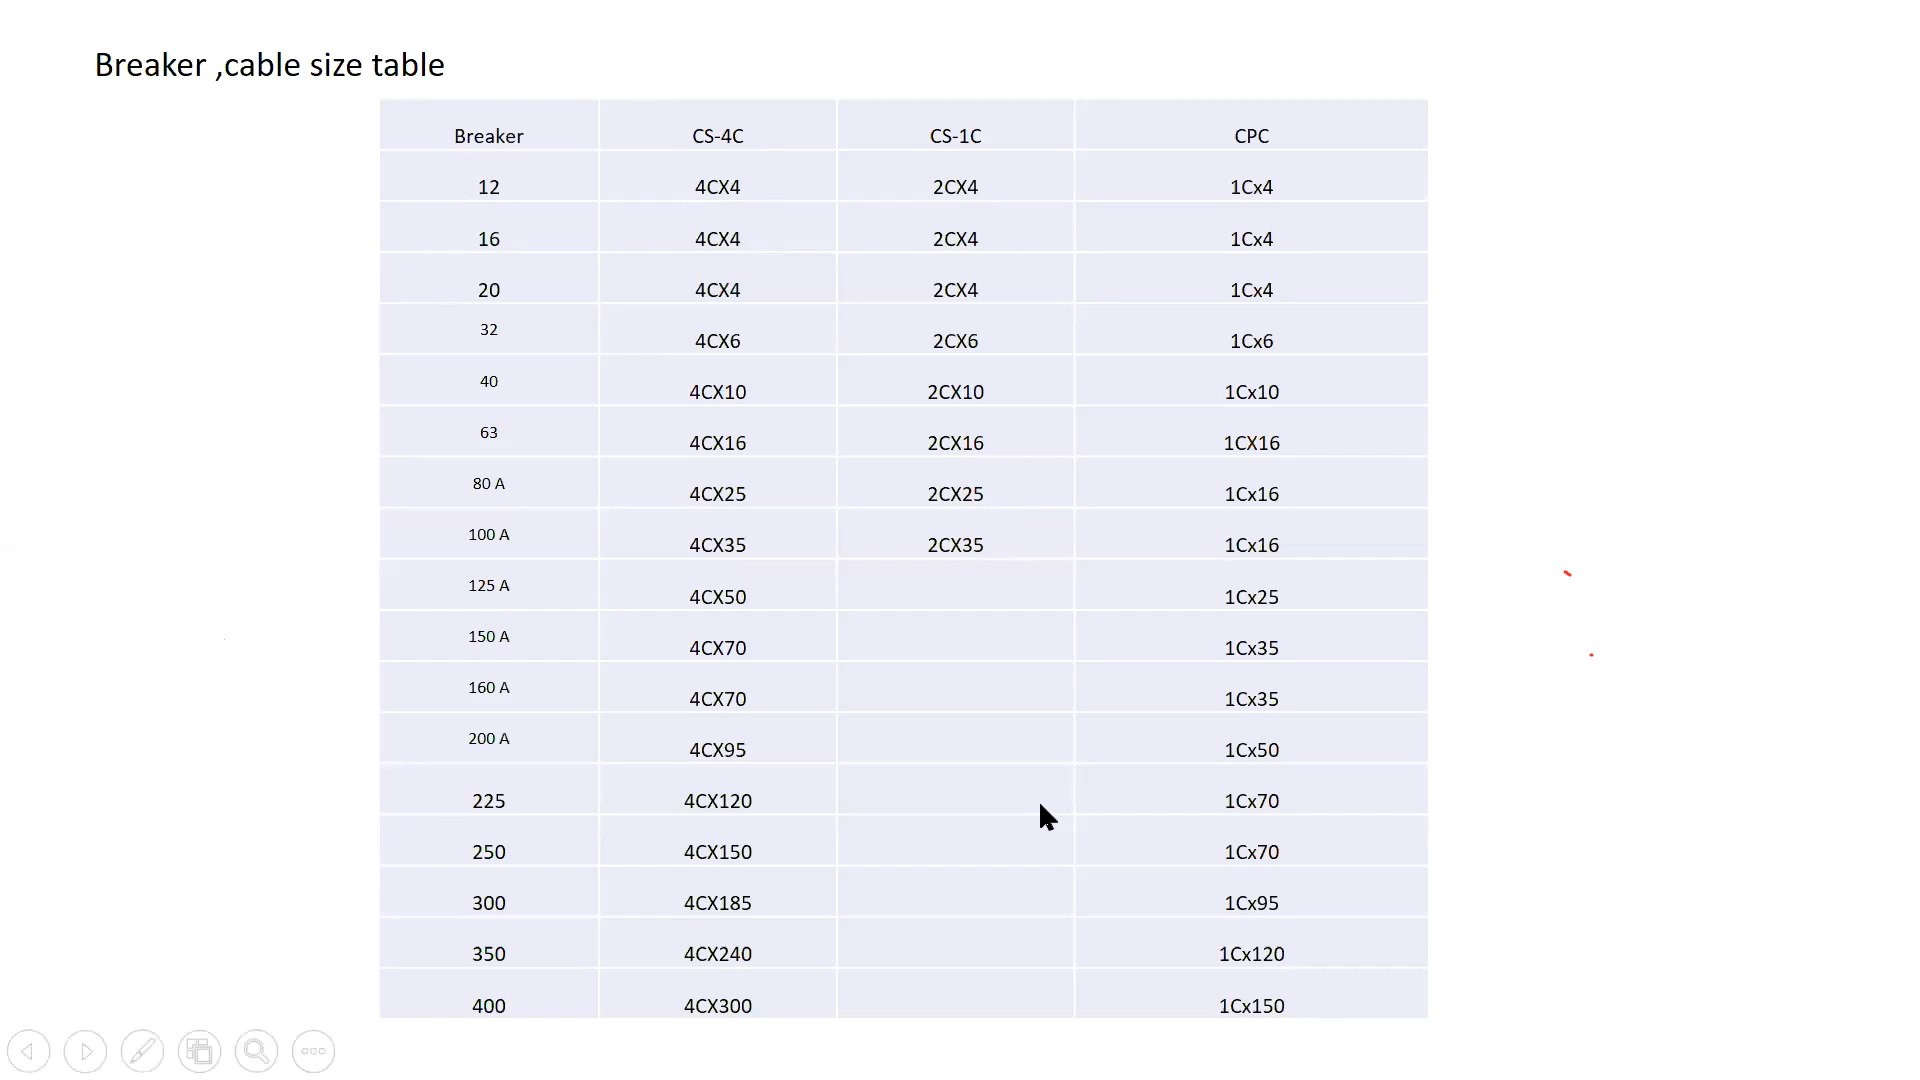 Breaker ,cable size table
Breaker CS-4C CS-1C CPC
12 4CX4 2CX4 1Cx4
16 4CX4 2CX4 1Cx4
20 4CX4 2CX4 1Cx4
32 4CX6 2CX6 1Cx6
40 4CX10 2CX10 1Cx10
63 4CX16 2CX16 1CX16
80 A 4CX25 2CX25 1Cx16
100 A 4CX35 2CX35 1Cx16
125 A 4CX50 1Cx25
150 A 4CX70 1Cx35
160 A 4CX70 1Cx35
200 A 4CX95 1Cx50
225 4CX120 1Cx70
250 4CX150 1Cx70
300 4CX185 1Cx95
350 4CX240 1Cx120
400 4CX300 1Cx150